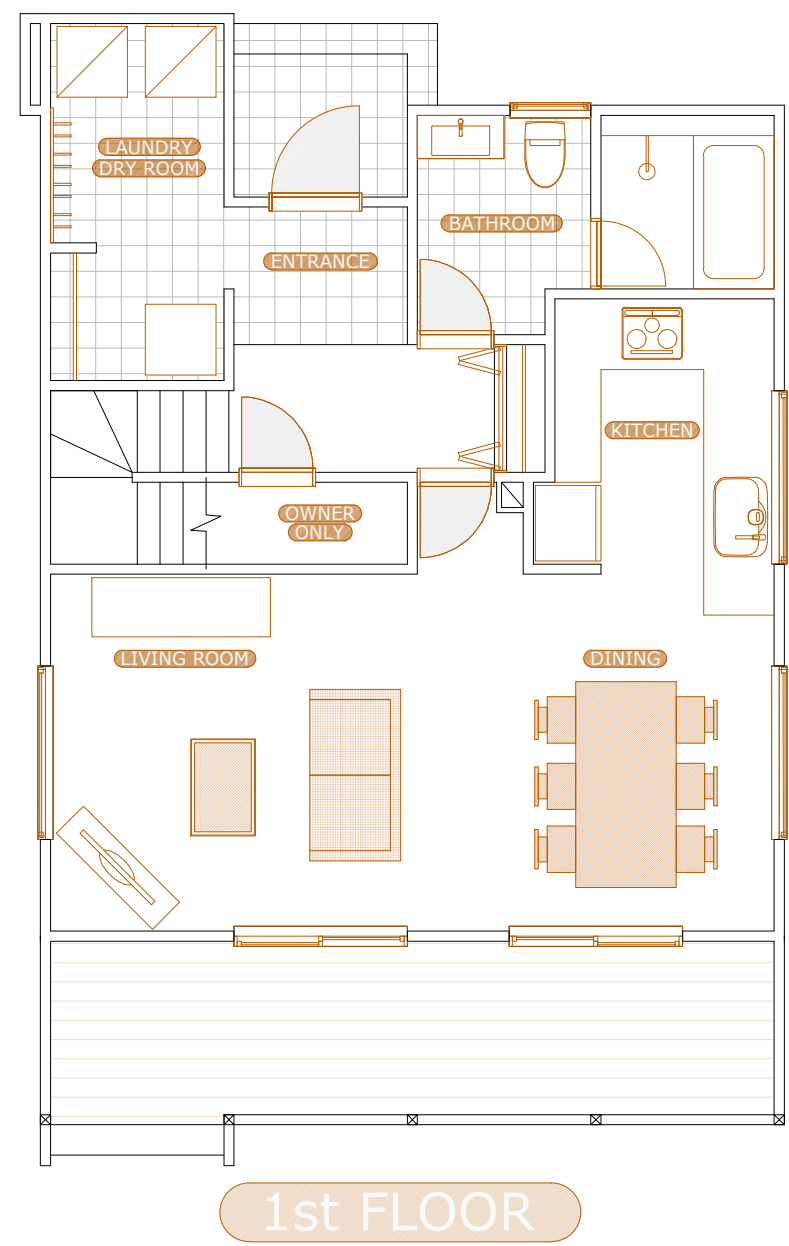 LAUNDRY
DRY ROOM
BATHROOM
ENTRANCE
KITCHEN
OWNER
ONLY
LIVING ROOM
DINING
1st FLOOR